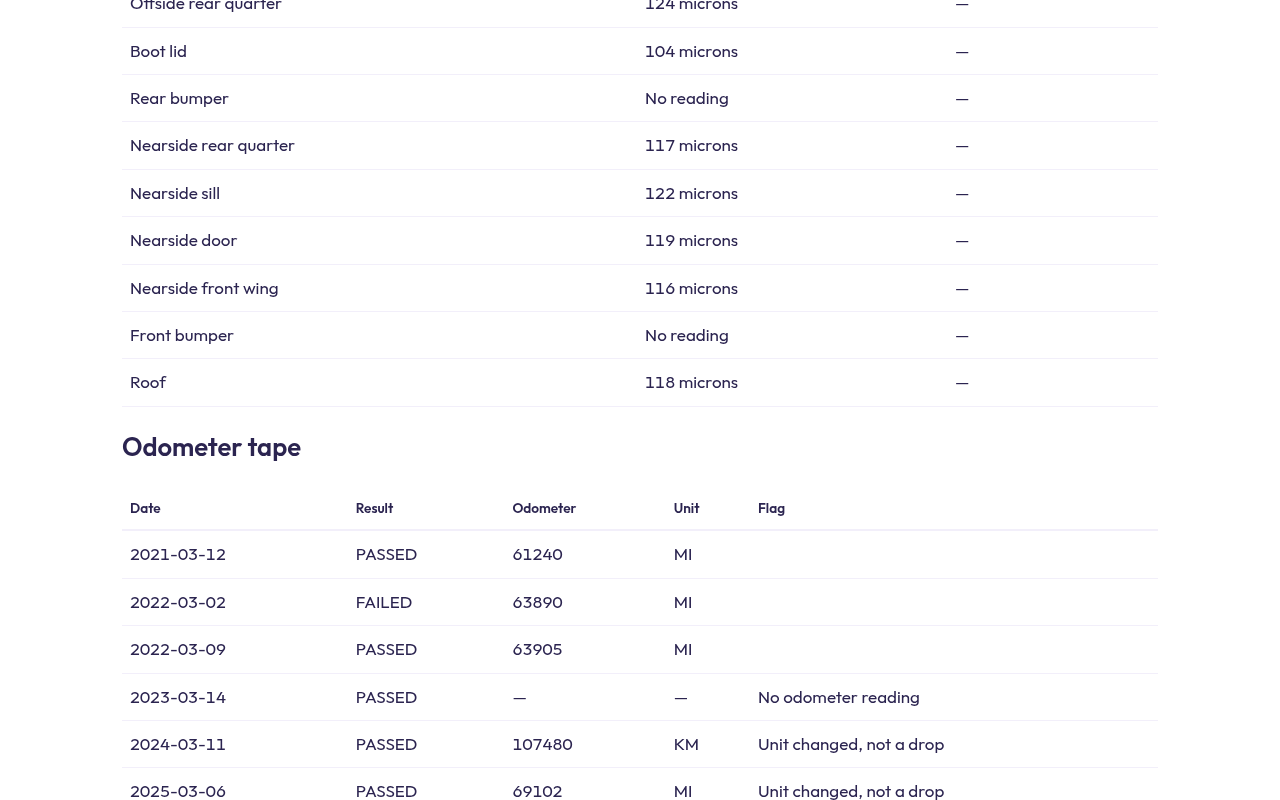 Offside rear quarter 124 microns —
Boot lid 104 microns —
Rear bumper No reading —
Nearside rear quarter 117 microns —
Nearside sill 122 microns —
Nearside door 119 microns —
Nearside front wing 116 microns —
Front bumper No reading —
Roof 118 microns —
Odometer tape
Date Result Odometer Unit Flag
2021-03-12 PASSED 61240 MI
2022-03-02 FAILED 63890 MI
2022-03-09 PASSED 63905 MI
2023-03-14 PASSED — — No odometer reading
2024-03-11 PASSED 107480 KM Unit changed, not a drop
2025-03-06 PASSED 69102 MI Unit changed, not a drop